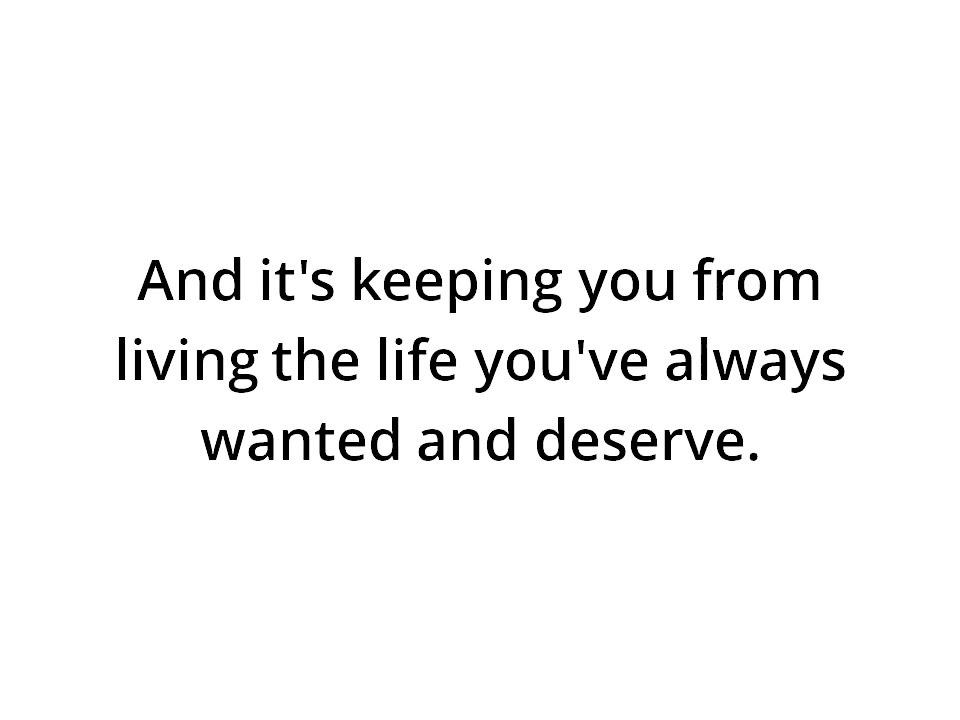 And it's keeping you from
living the life you've always
wanted and deserve.